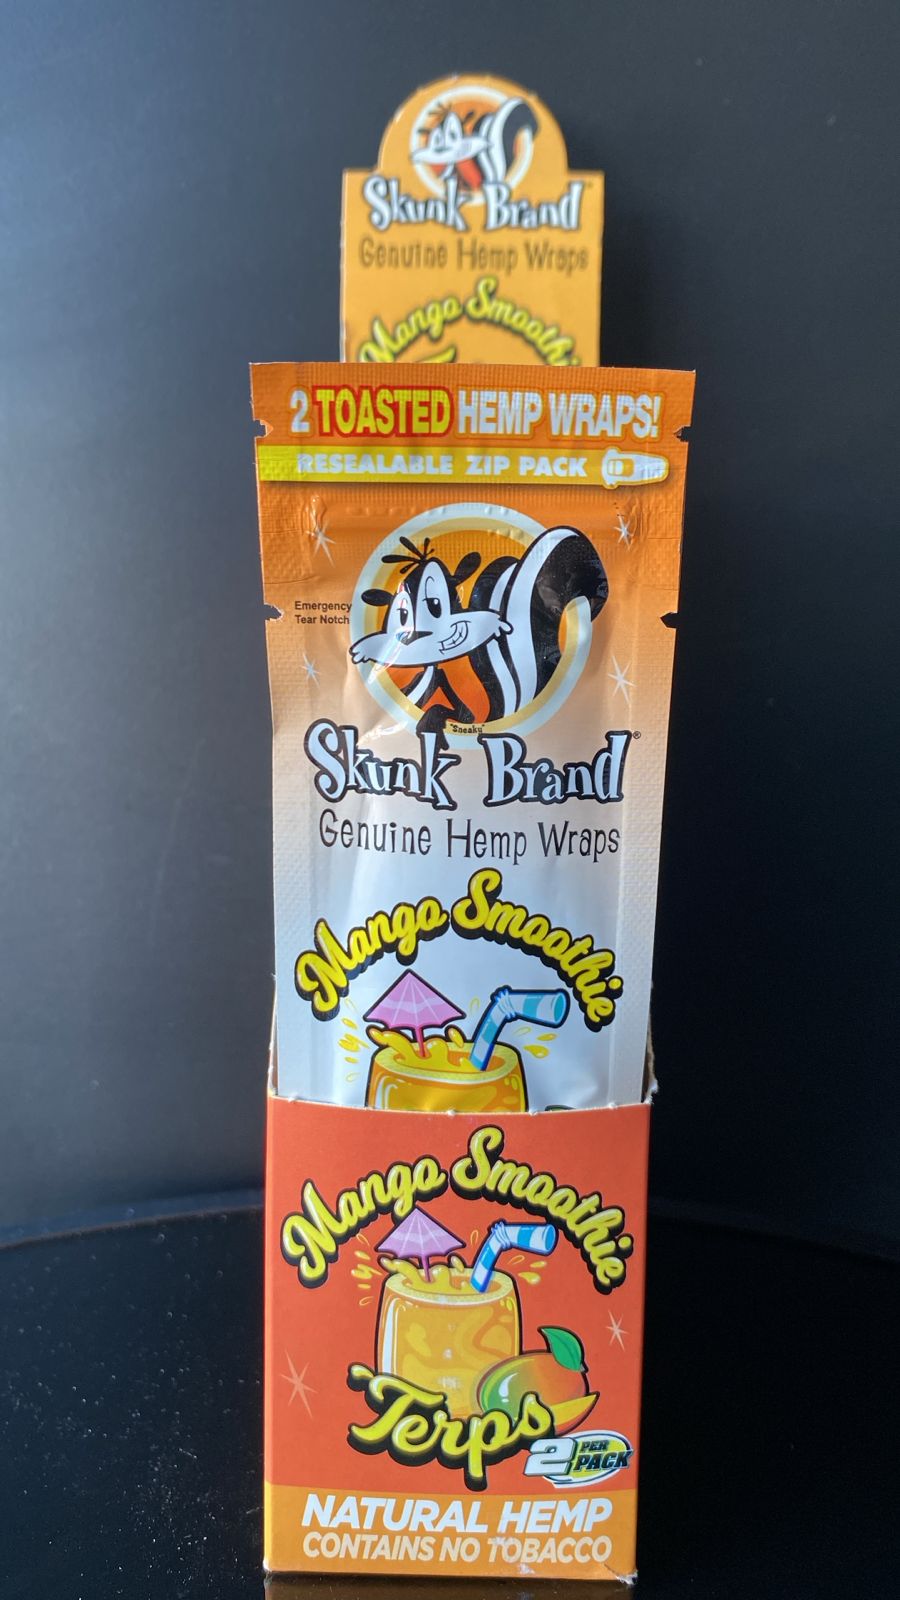 Skunk Brand
Genuine Hemp Wraps
Mango Smoothie
2 TOASTED HEMP WRAPS!
RESEALABLE ZIP PACK
Emergency
Tear Notch
"Sneaky"
Skunk Brand®
Genuine Hemp Wraps
Mango Smoothie
Mango Smoothie
Terps
2 PER
PACK
NATURAL HEMP
CONTAINS NO TOBACCO